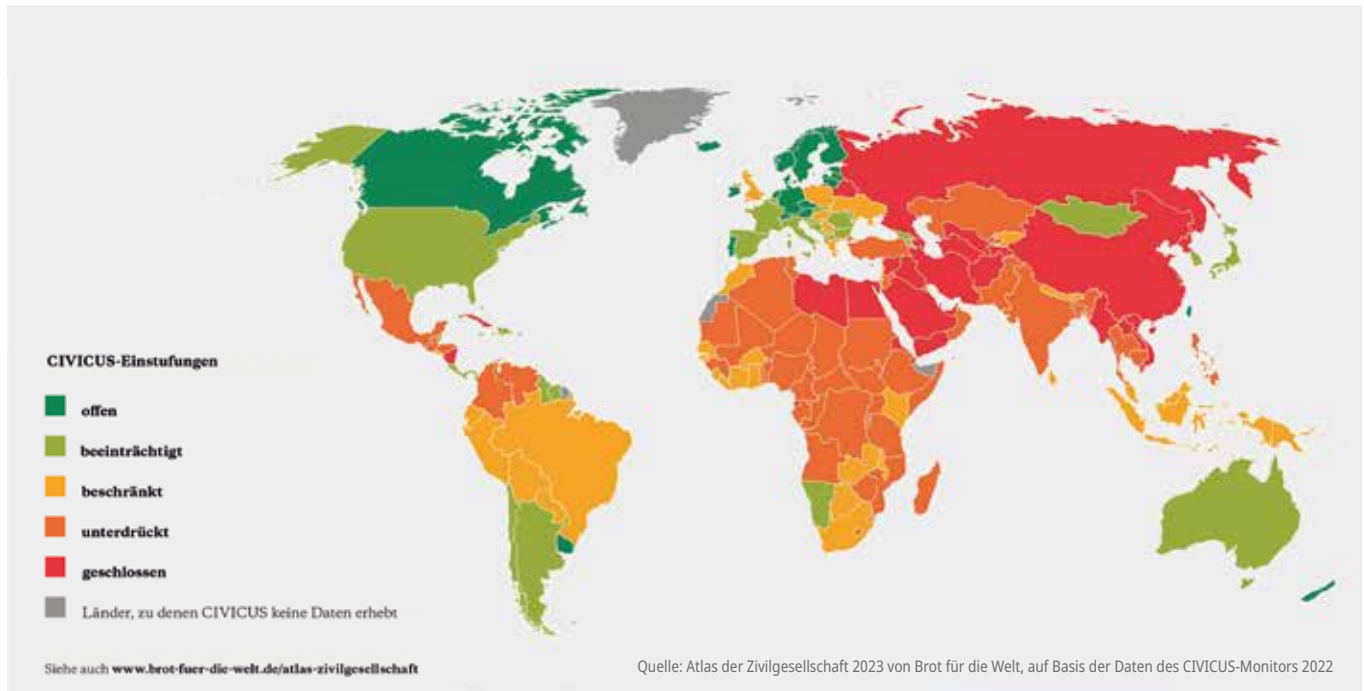 CIVICUS-Einstufungen
offen
beeinträchtigt
beschränkt
unterdrückt
geschlossen
Länder, zu denen CIVICUS keine Daten erhebt
Siehe auch www.brot-fuer-die-welt.de/atlas-zivilgesellschaft
Quelle: Atlas der Zivilgesellschaft 2023 von Brot für die Welt, auf Basis der Daten des CIVICUS-Monitors 2022